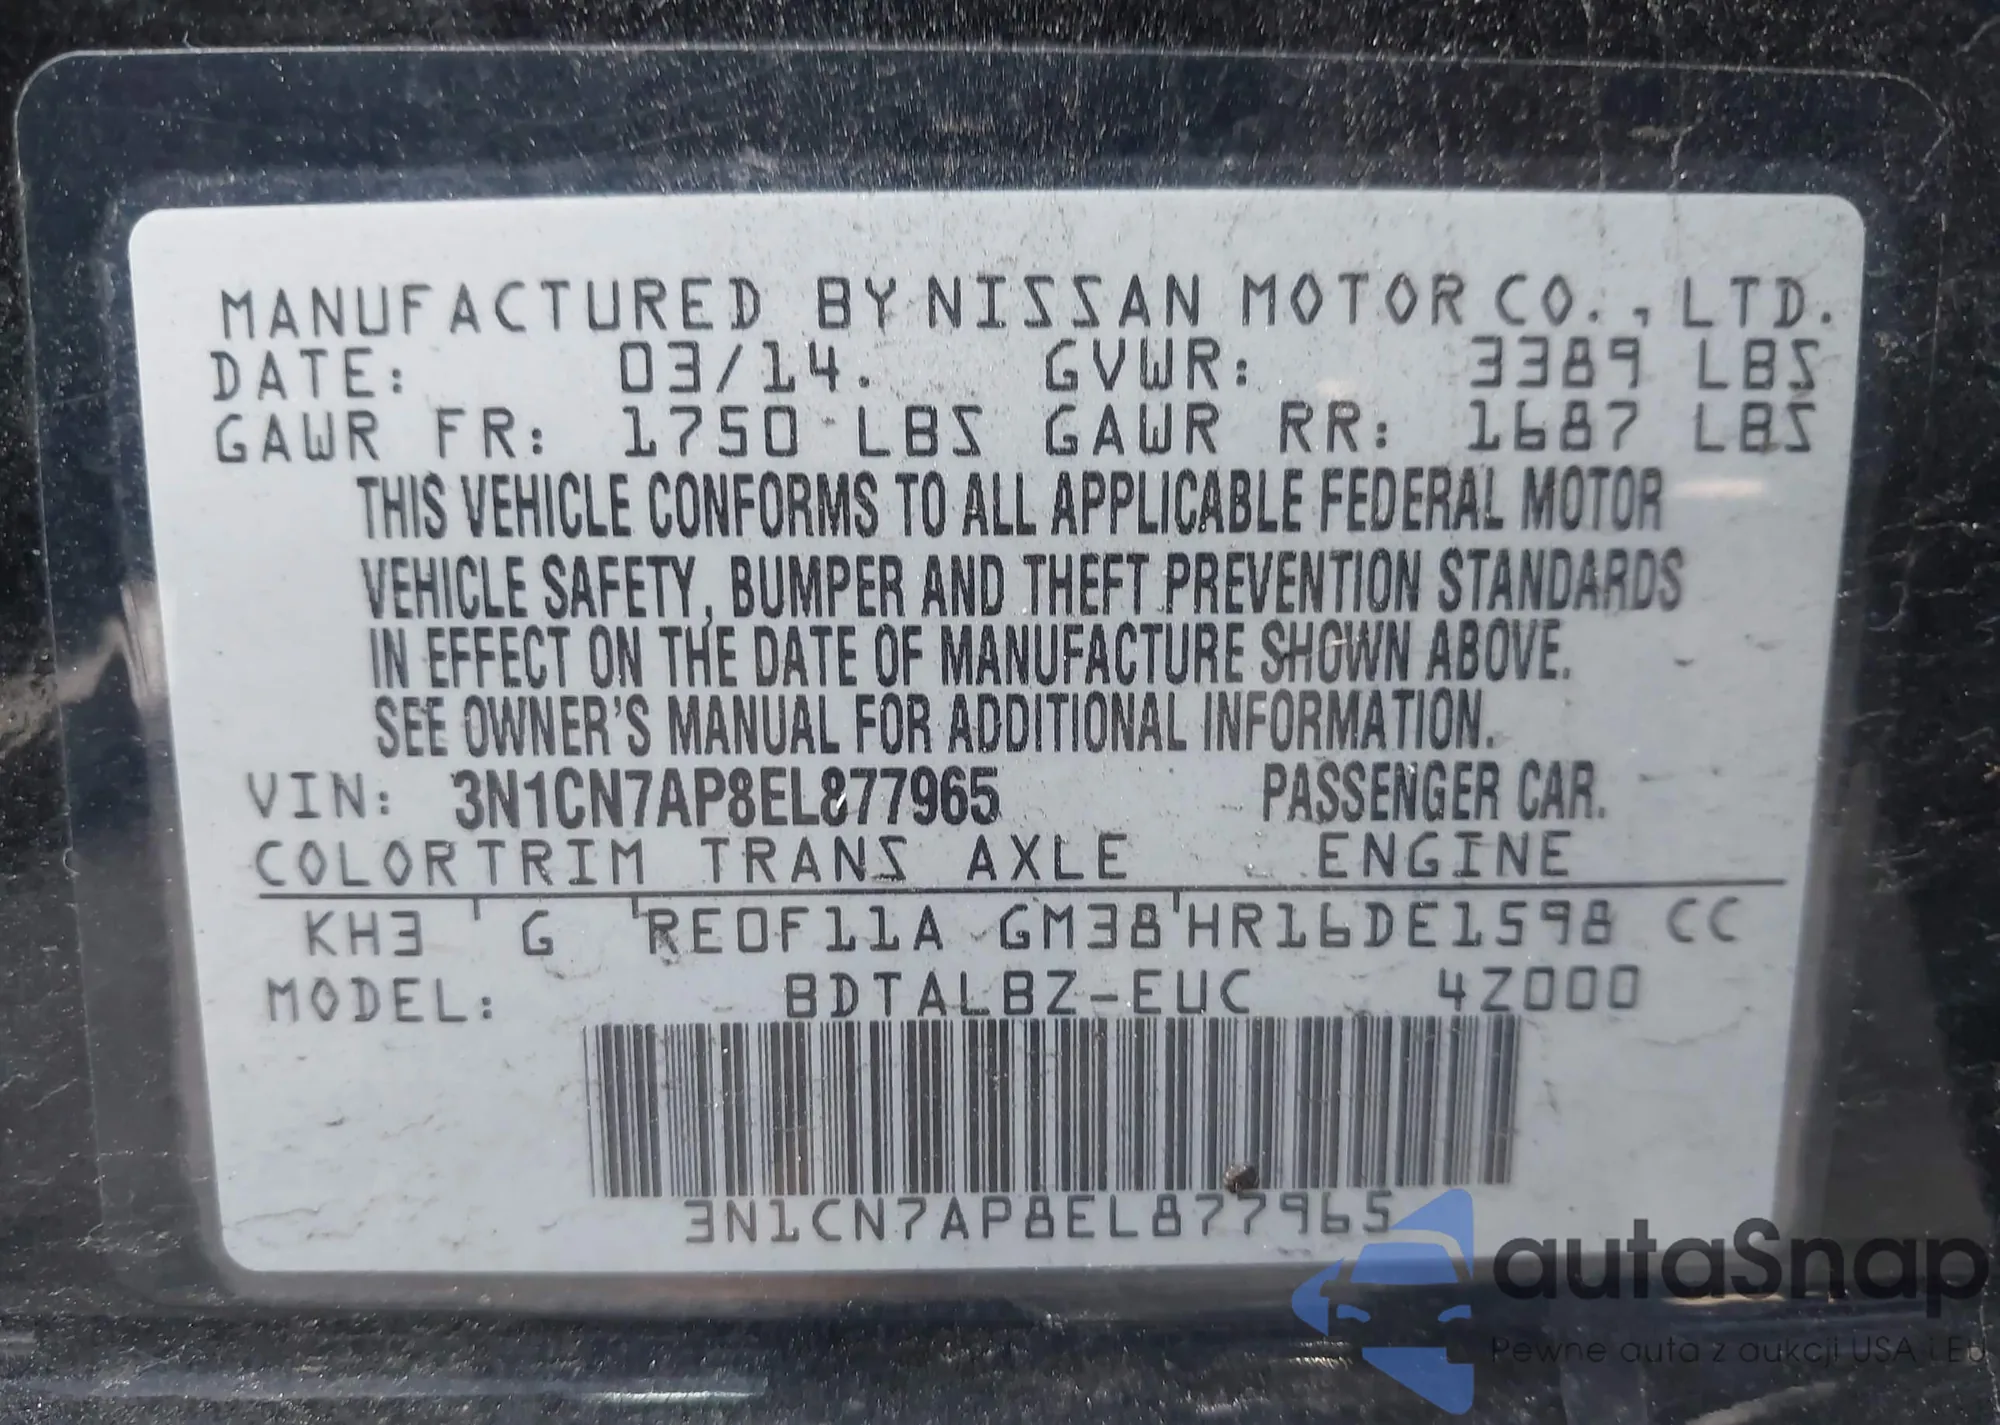 MANUFACTURED BY NISSAN MOTOR CO., LTD.
DATE: 03/14. GVWR: 3389 LBS
GAWR FR: 1750 LBS GAWR RR: 1687 LBS
THIS VEHICLE CONFORMS TO ALL APPLICABLE FEDERAL MOTOR
VEHICLE SAFETY, BUMPER AND THEFT PREVENTION STANDARDS
IN EFFECT ON THE DATE OF MANUFACTURE SHOWN ABOVE.
SEE OWNER'S MANUAL FOR ADDITIONAL INFORMATION.
VIN: 3N1CN7AP8EL877965 PASSENGER CAR.
COLOR TRIM TRANS AXLE ENGINE
KH3 G RE0F11A GM38 HR16DE1598 CC
MODEL: BDTALBZ-EUC 4Z000
3N1CN7AP8EL877965
autaSnap
Pewne auta z aukcji USA i EU